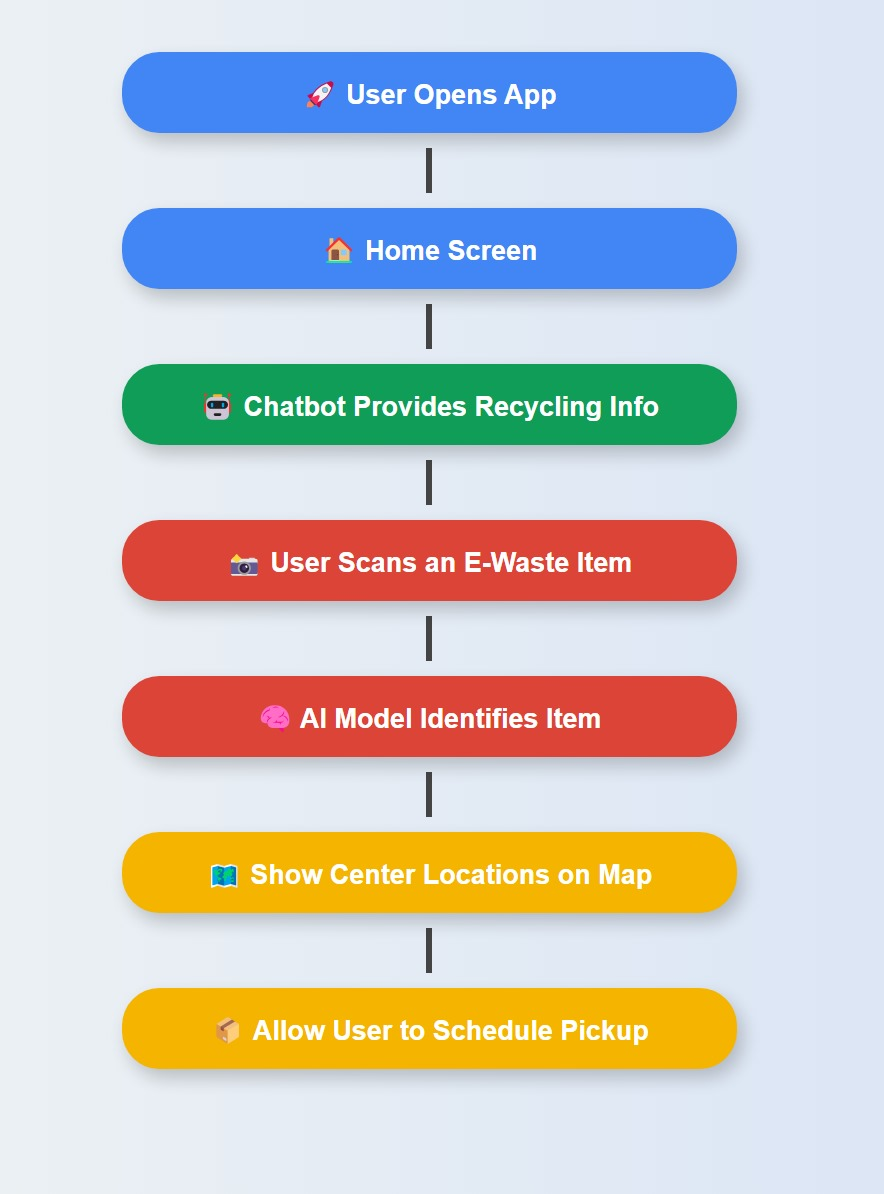 🚀 User Opens App
🏠 Home Screen
🤖 Chatbot Provides Recycling Info
📸 User Scans an E-Waste Item
🧠 AI Model Identifies Item
🗺️ Show Center Locations on Map
📦 Allow User to Schedule Pickup